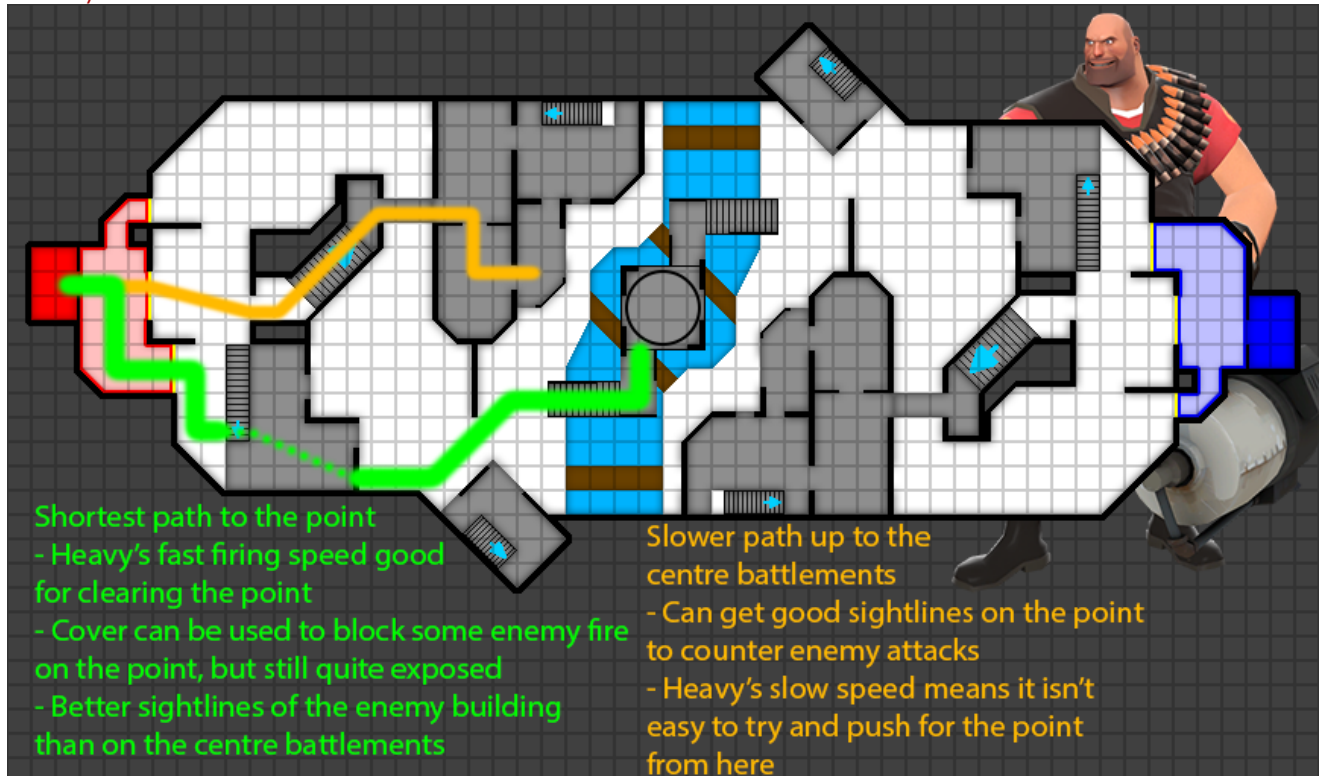 Shortest path to the point
- Heavy's fast firing speed good
for clearing the point
- Cover can be used to block some enemy fire
on the point, but still quite exposed
- Better sightlines of the enemy building
than on the centre battlements
Slower path up to the
centre battlements
- Can get good sightlines on the point
to counter enemy attacks
- Heavy's slow speed means it isn't
easy to try and push for the point
from here